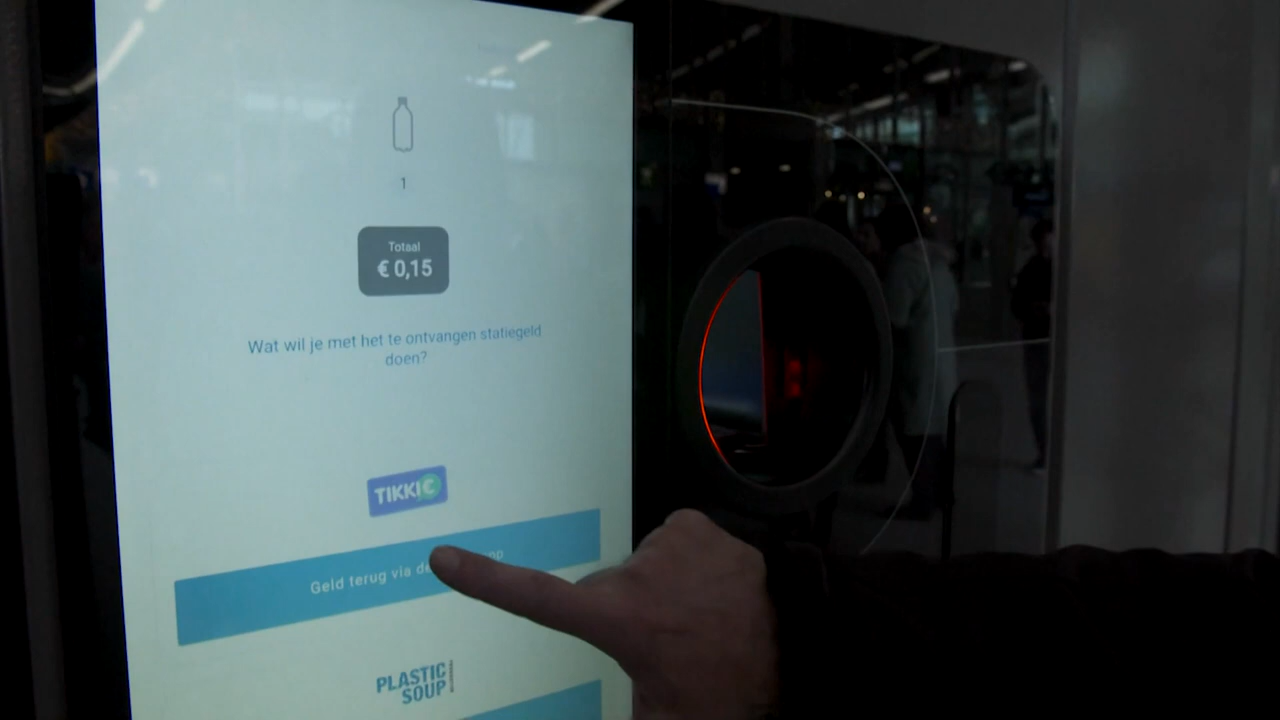 1
Totaal
€ 0,15
Wat wil je met het te ontvangen statiegeld
doen?
TIKKIE
Geld terug via de
PLASTIC
SOUP